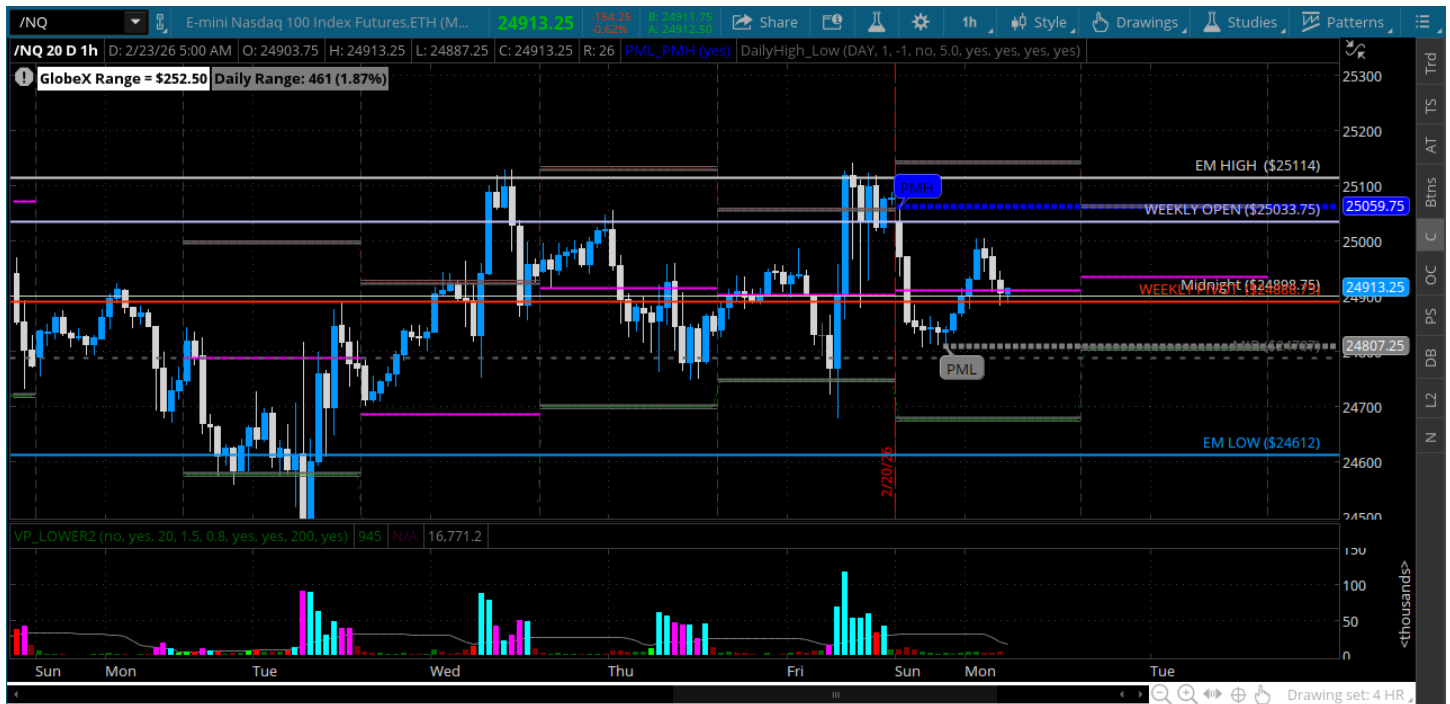 /NQ
E-mini Nasdaq 100 Index Futures,ETH (M...
24913.25
-154.25
-0.62%
B: 24911.75
A: 24912.50
Share
1h
Style
Drawings
Studies
Patterns
/NQ 20 D 1h
D: 2/23/26 5:00 AM
O: 24903.75
H: 24913.25
L: 24887.25
C: 24913.25
R: 26
PML_PMH (yes)
DailyHigh_Low (DAY, 1, -1, no, 5.0, yes, yes, yes, yes)
GlobeX Range = $252.50
Daily Range: 461 (1.87%)
25300
25200
EM HIGH ($25114)
25100
PMH
WEEKLY OPEN ($25033.75)
25059.75
25000
Midnight ($24898.75)
WEEKLY PIVOT ($24888.75)
24913.25
24900
24807.25
PML
24700
EM LOW ($24612)
24600
2/20/26
24500
VP_LOWER2 (no, yes, 20, 1.5, 0.8, yes, yes, 200, yes)
945
N/A
16,771.2
150
100
50
0
<thousands>
Sun
Mon
Tue
Wed
Thu
Fri
Sun
Mon
Tue
Drawing set: 4 HR
Trd
TS
AT
Btns
C
OC
PS
DB
L2
N